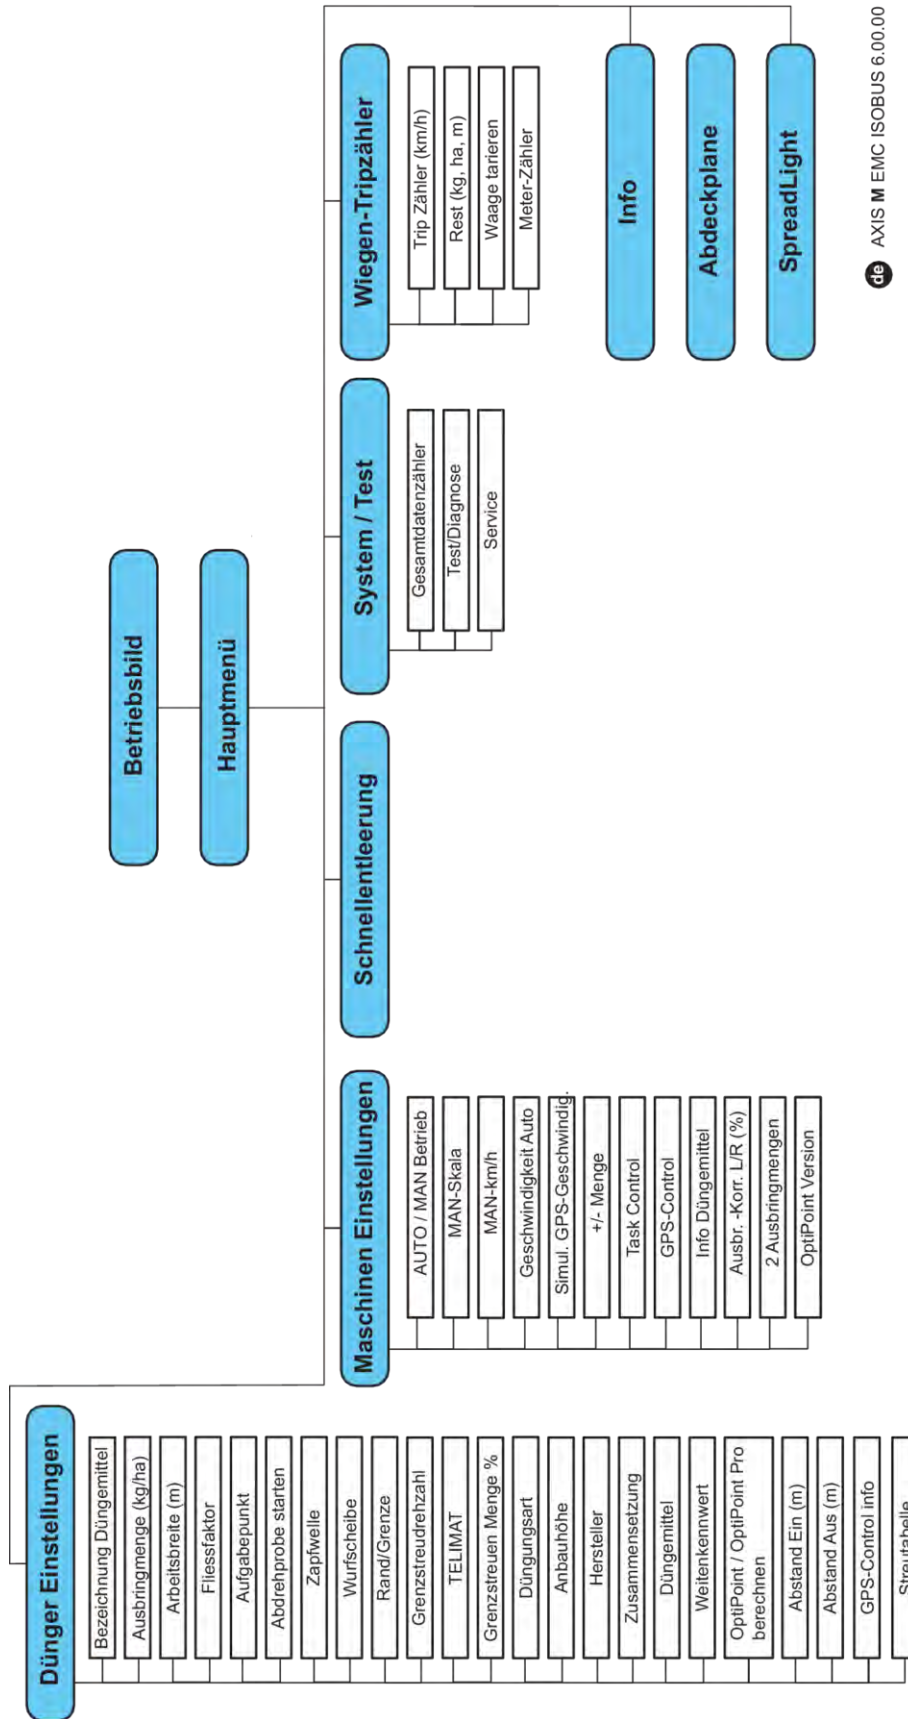 Betriebsbild
Hauptmenü
Dünger Einstellungen
Bezeichnung Düngemittel
Ausbringmenge (kg/ha)
Arbeitsbreite (m)
Fliessfaktor
Aufgabepunkt
Abdrehprobe starten
Zapfwelle
Wurfscheibe
Rand/Grenze
Grenzstreudrehzahl
TELIMAT
Grenzstreuen Menge %
Düngungsart
Anbauhöhe
Hersteller
Zusammensetzung
Düngemittel
Weitenkennwert
OptiPoint / OptiPoint Pro
berechnen
Abstand Ein (m)
Abstand Aus (m)
GPS-Control info
Streutabelle
Maschinen Einstellungen
AUTO / MAN Betrieb
MAN-Skala
MAN-km/h
Geschwindigkeit Auto
Simul. GPS-Geschwindig.
+/- Menge
Task Control
GPS-Control
Info Düngemittel
Ausbr. -Korr. L/R (%)
2 Ausbringmengen
OptiPoint Version
Schnellentleerung
System / Test
Gesamtdatenzähler
Test/Diagnose
Service
Wiegen-Tripzähler
Trip Zähler (km/h)
Rest (kg, ha, m)
Waage tarieren
Meter-Zähler
Info
Abdeckplane
SpreadLight
de AXIS M EMC ISOBUS 6.00.00